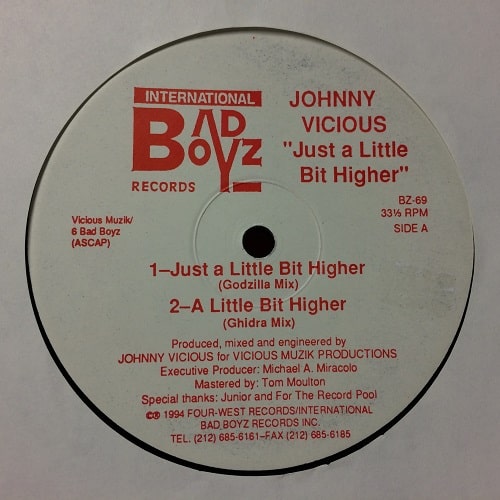 INTERNATIONAL
BAD
BOYZ
RECORDS
JOHNNY
VICIOUS
"Just a Little
Bit Higher"
BZ-69
33⅓ RPM
SIDE A
Vicious Muzik/
6 Bad Boyz
(ASCAP)
1–Just a Little Bit Higher
(Godzilla Mix)
2–A Little Bit Higher
(Ghidra Mix)
Produced, mixed and engineered by
JOHNNY VICIOUS for VICIOUS MUZIK PRODUCTIONS
Executive Producer: Michael A. Miracolo
Mastered by: Tom Moulton
Special thanks: Junior and For The Record Pool
©℗ 1994 FOUR-WEST RECORDS/INTERNATIONAL
BAD BOYZ RECORDS INC.
TEL. (212) 685-6161–FAX (212) 685-6185